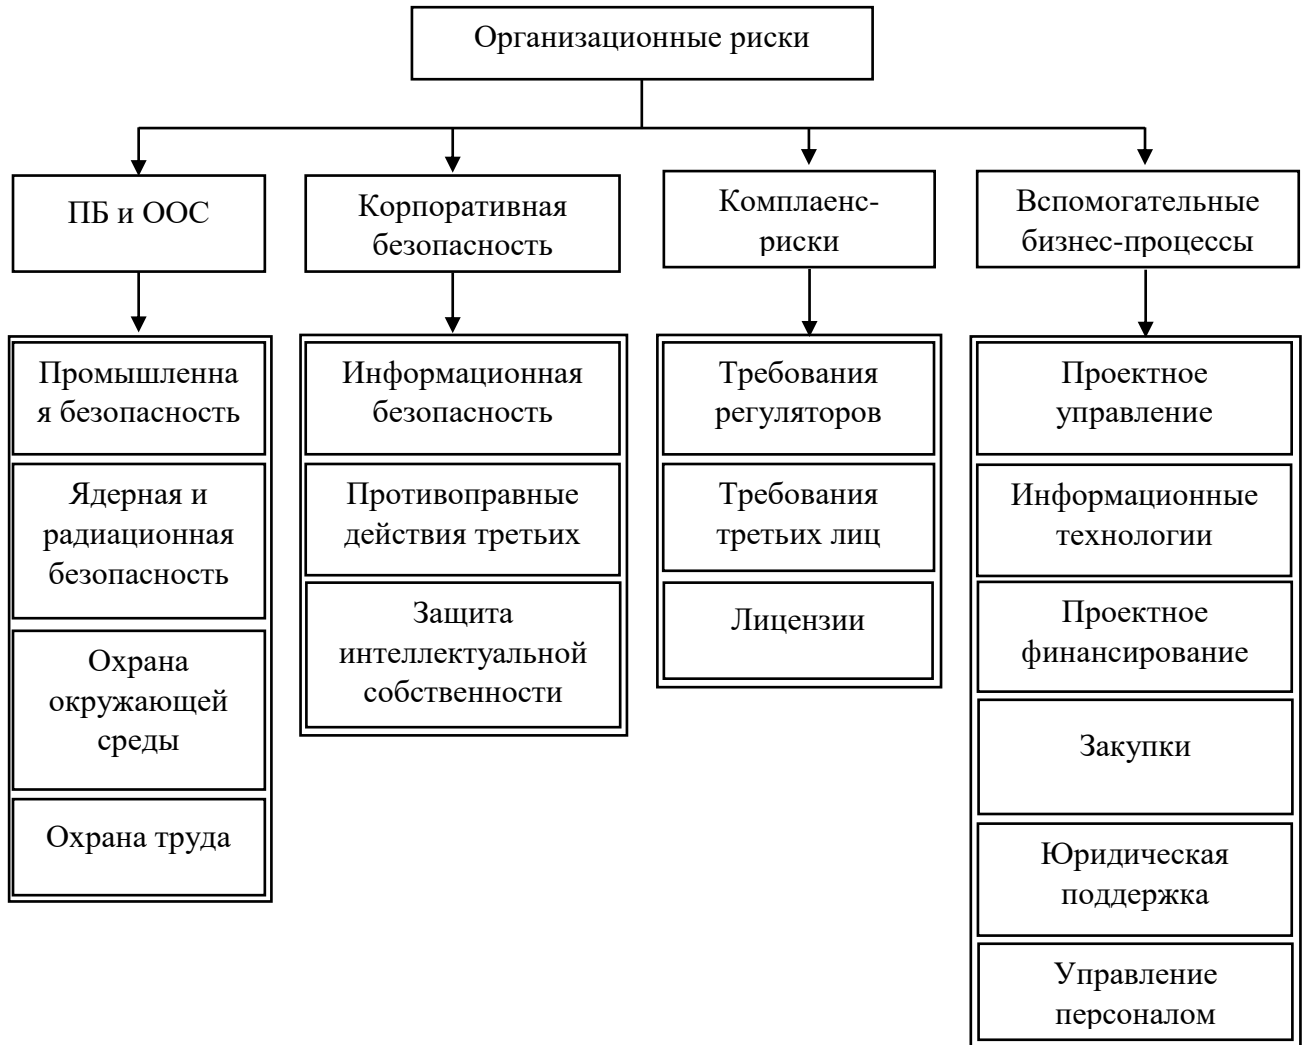 Организационные риски
ПБ и ООС
Корпоративная
безопасность
Комплаенс-
риски
Вспомогательные
бизнес-процессы
Промышленна
я безопасность
Ядерная и
радиационная
безопасность
Охрана
окружающей
среды
Охрана труда
Информационная
безопасность
Противоправные
действия третьих
Защита
интеллектуальной
собственности
Требования
регуляторов
Требования
третьих лиц
Лицензии
Проектное
управление
Информационные
технологии
Проектное
финансирование
Закупки
Юридическая
поддержка
Управление
персоналом